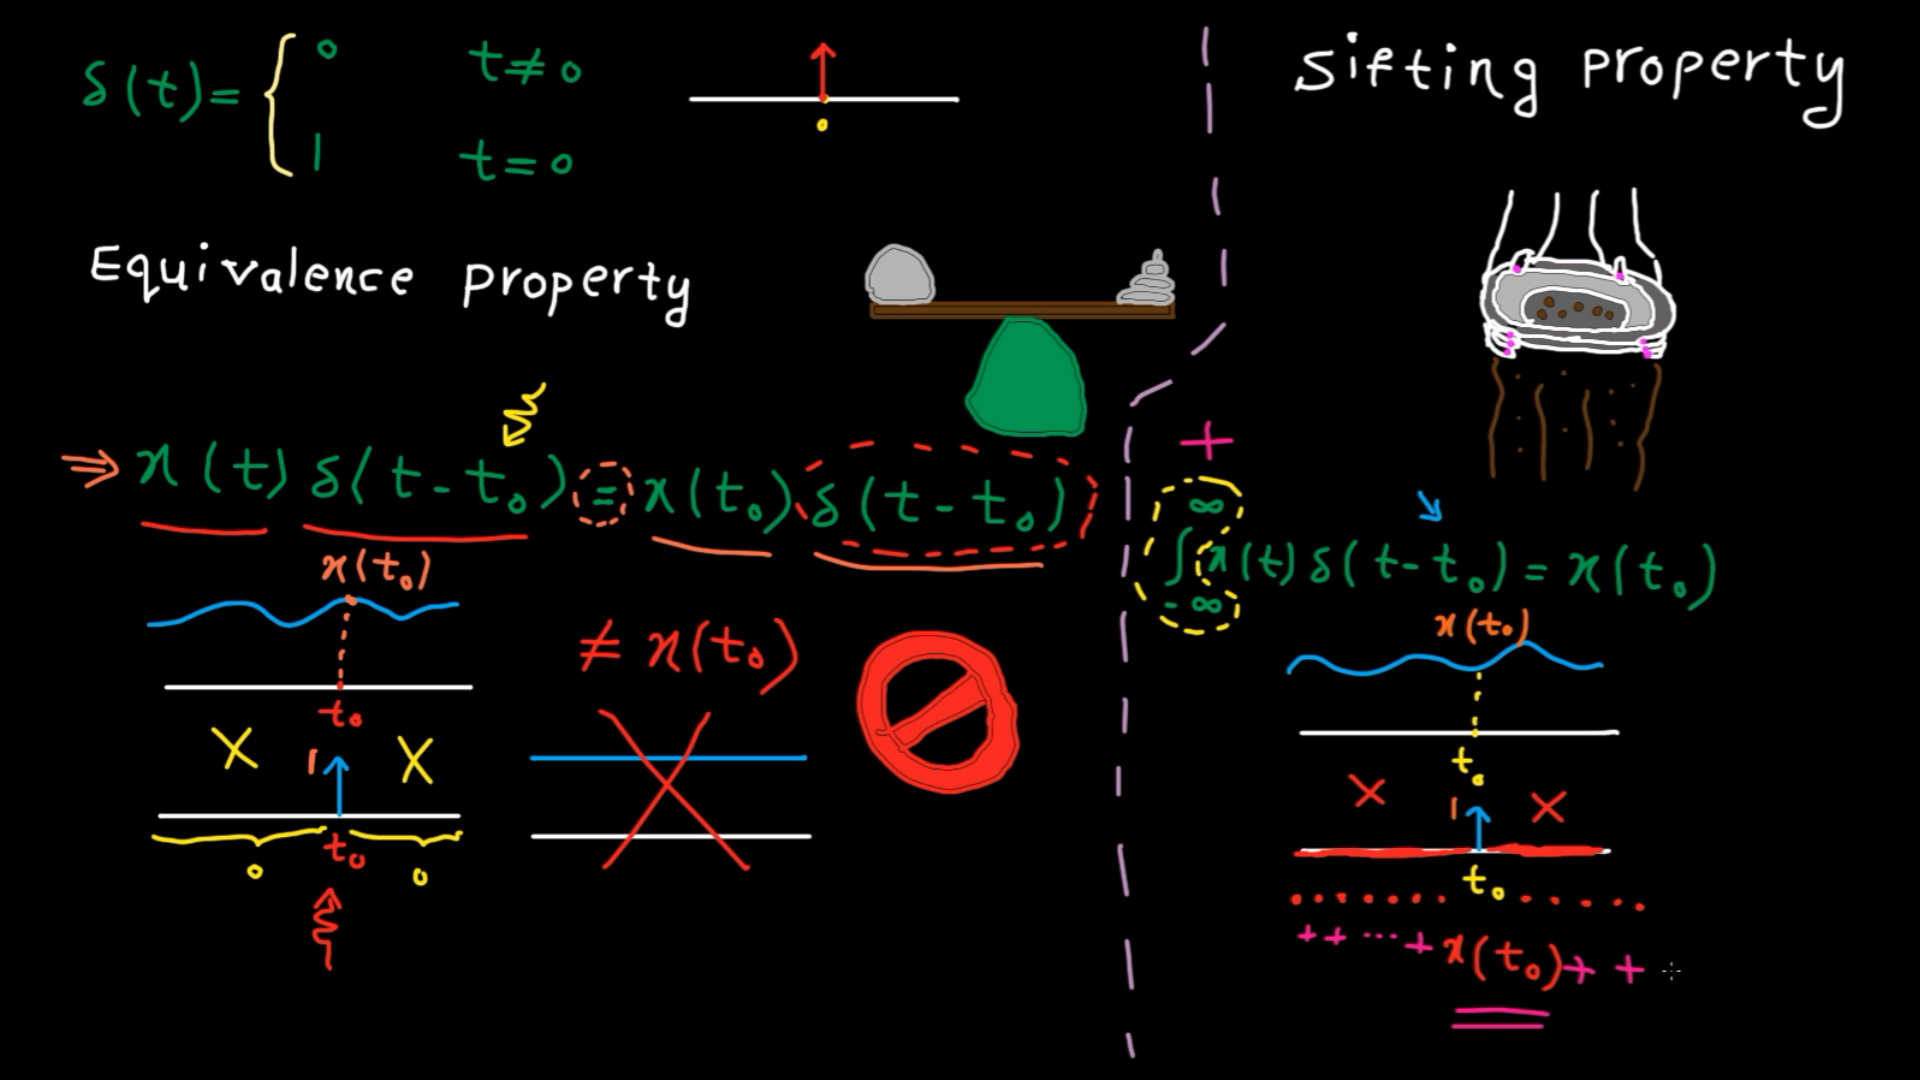 δ(t)= { 0 t≠0
1 t=0
0
Equivalence property
x(t) δ(t-t₀) = x(t₀) δ(t-t₀)
x(t₀)
t₀
X X
1
t₀
0 0
≠ x(t₀)
Sifting property
+
∞
∫ x(t) δ(t-t₀) = x(t₀)
-∞
x(t₀)
t₀
X X
1
t₀
. . . . . . . . . . . .
+ + ... + x(t₀) + +